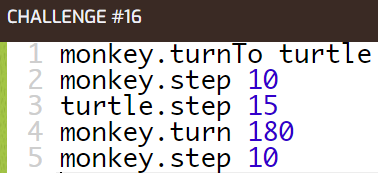 CHALLENGE #16
1 monkey.turnTo turtle
2 monkey.step 10
3 turtle.step 15
4 monkey.turn 180
5 monkey.step 10